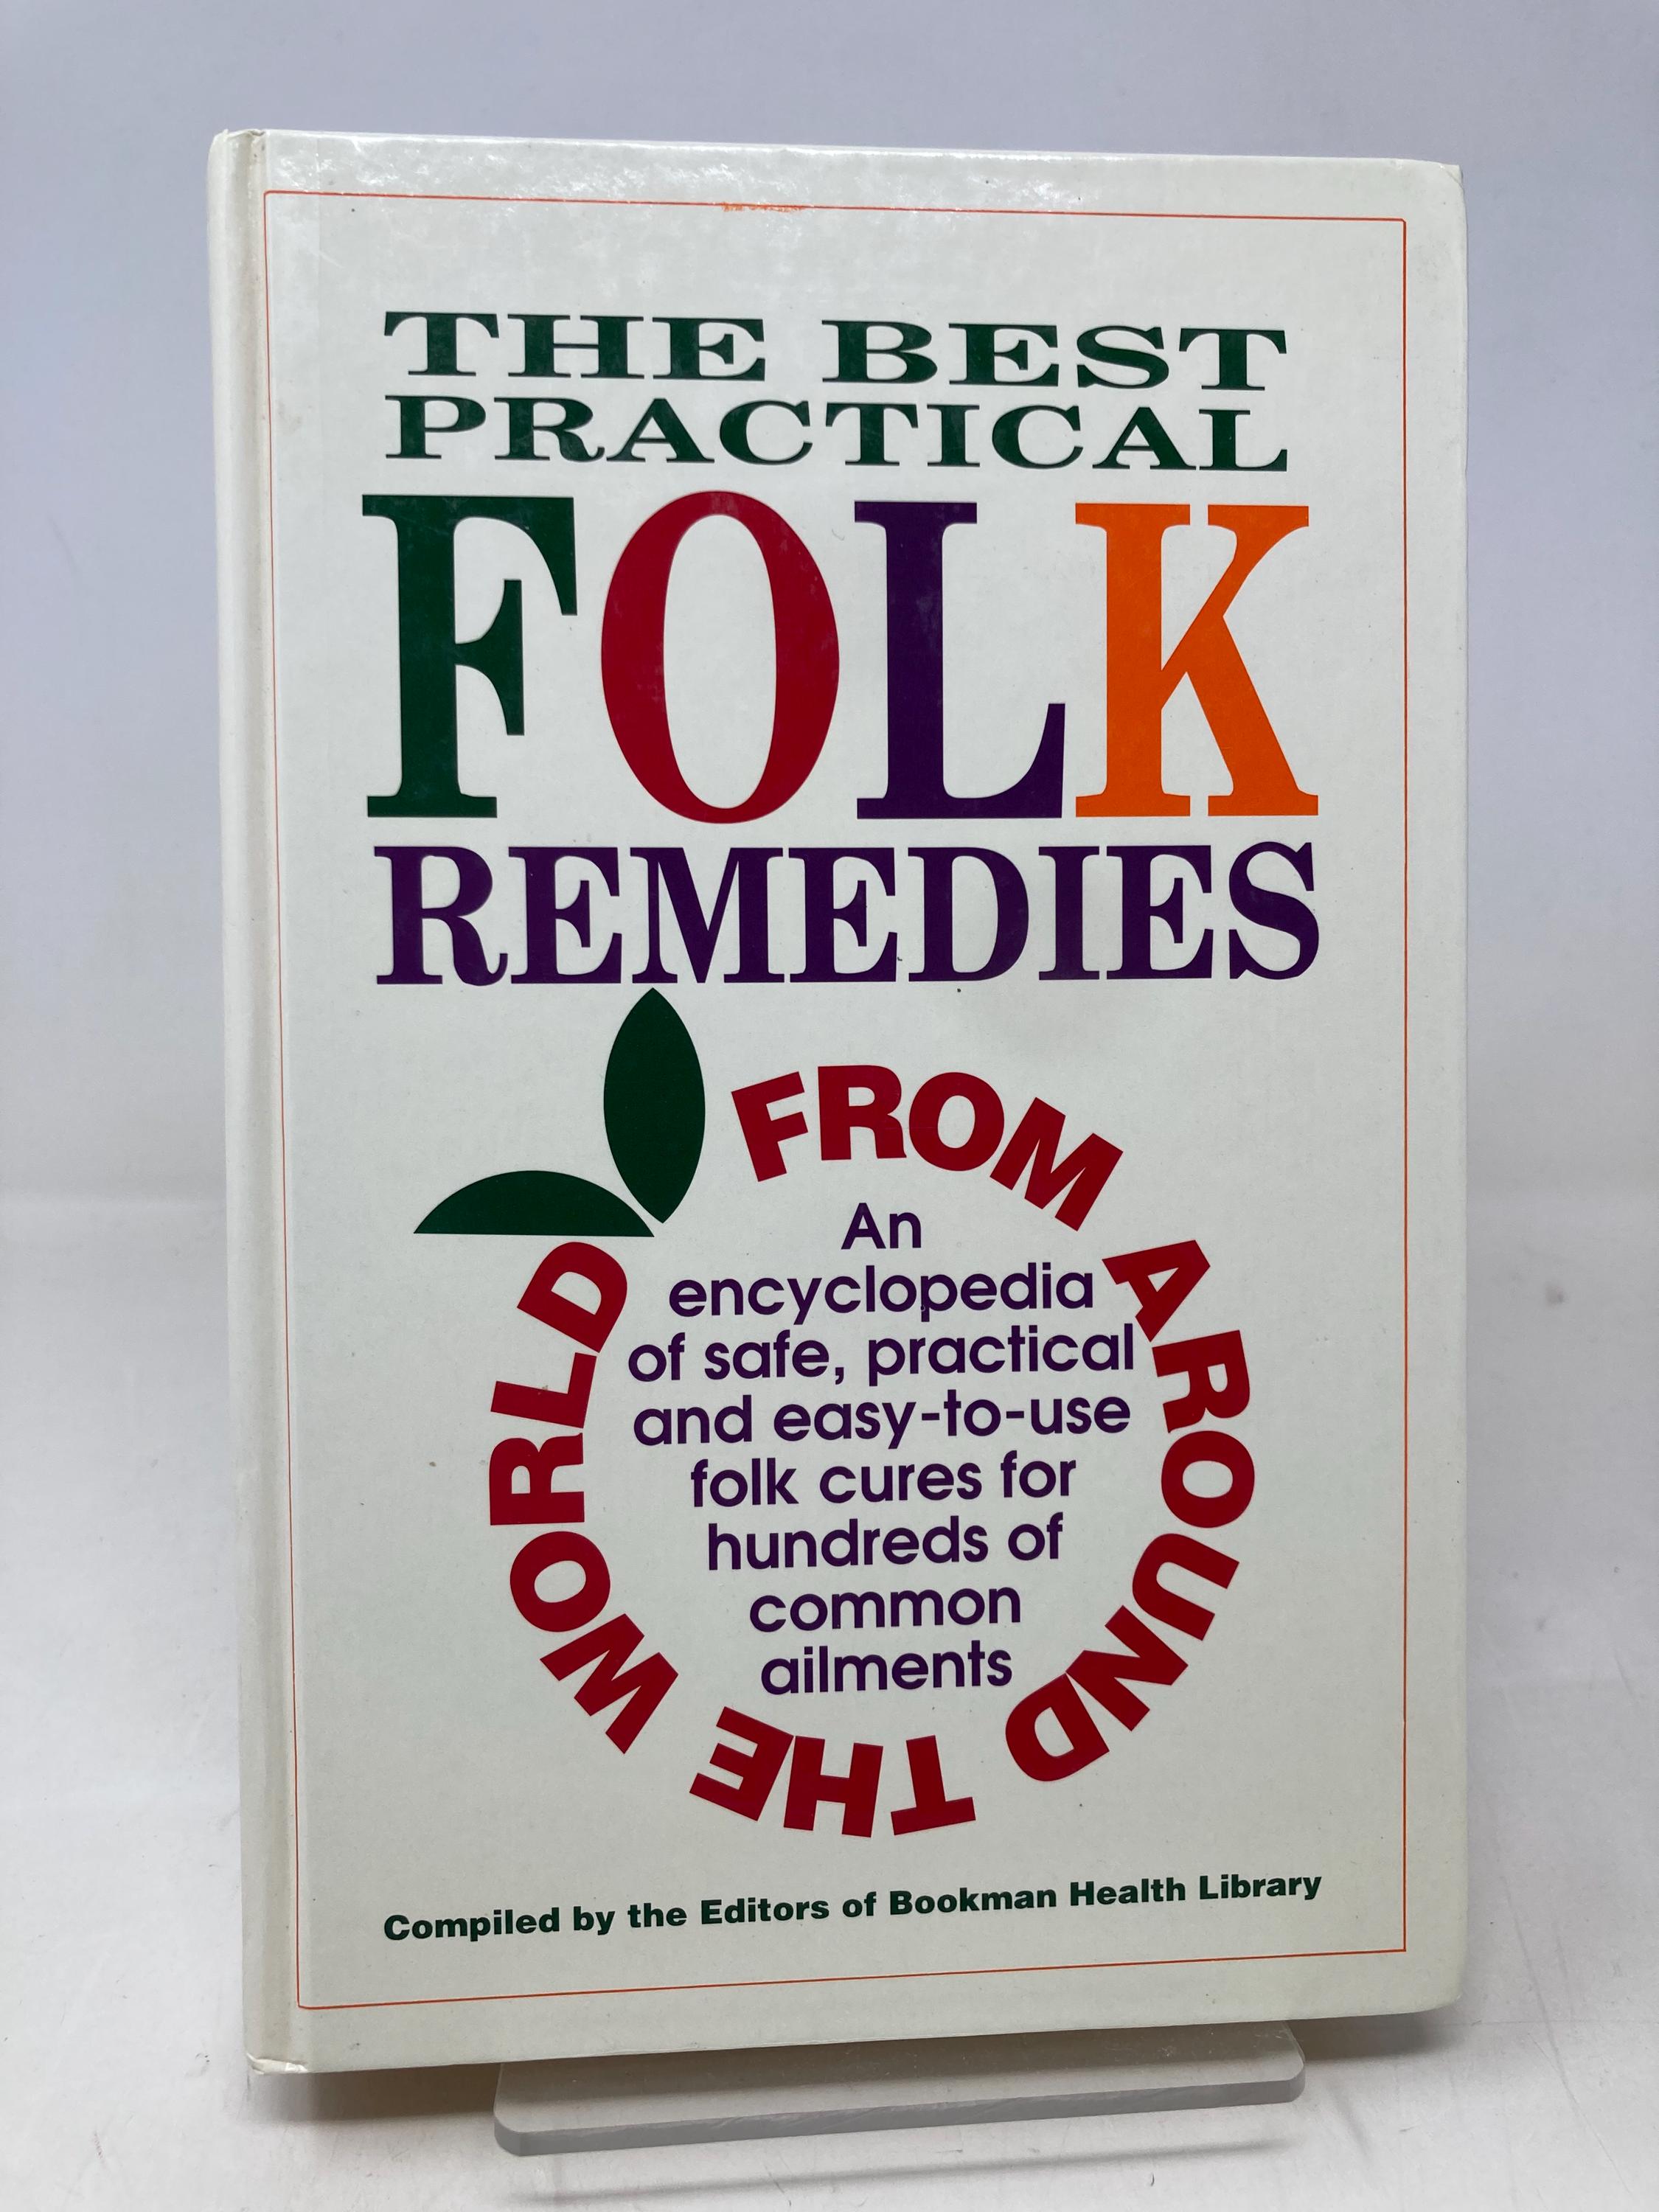 THE BEST
PRACTICAL
FOLK
REMEDIES
FROM AROUND THE WORLD
An
encyclopedia
of safe, practical
and easy-to-use
folk cures for
hundreds of
common
ailments
Compiled by the Editors of Bookman Health Library